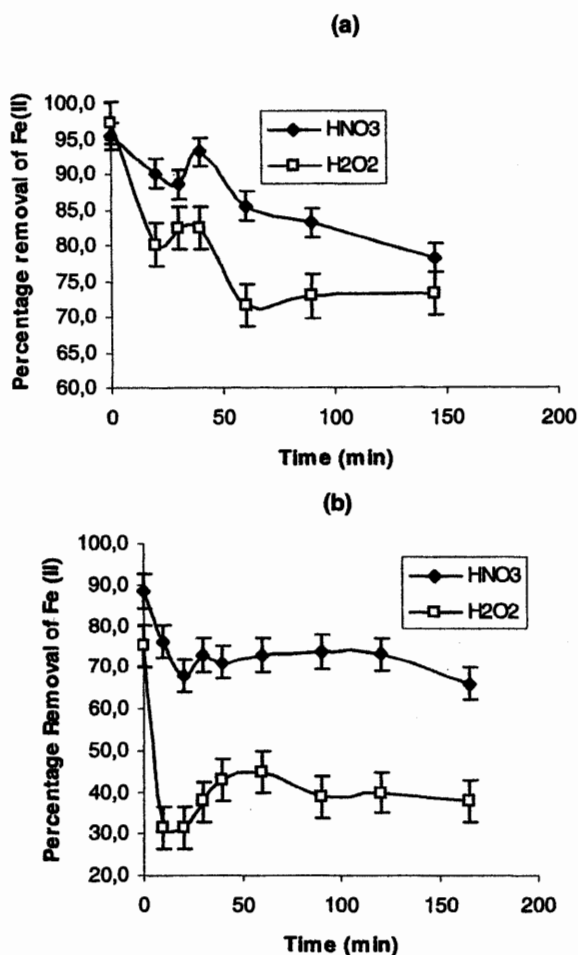 (a)
Percentage removal of Fe(II)
100,0
95,0
90,0
85,0
80,0
75,0
70,0
65,0
60,0
HNO3
H2O2
0
50
100
150
200
Time (min)
(b)
Percentage Removal of Fe (II)
100,0
90,0
80,0
70,0
60,0
50,0
40,0
30,0
20,0
HNO3
H2O2
0
50
100
150
200
Time (min)